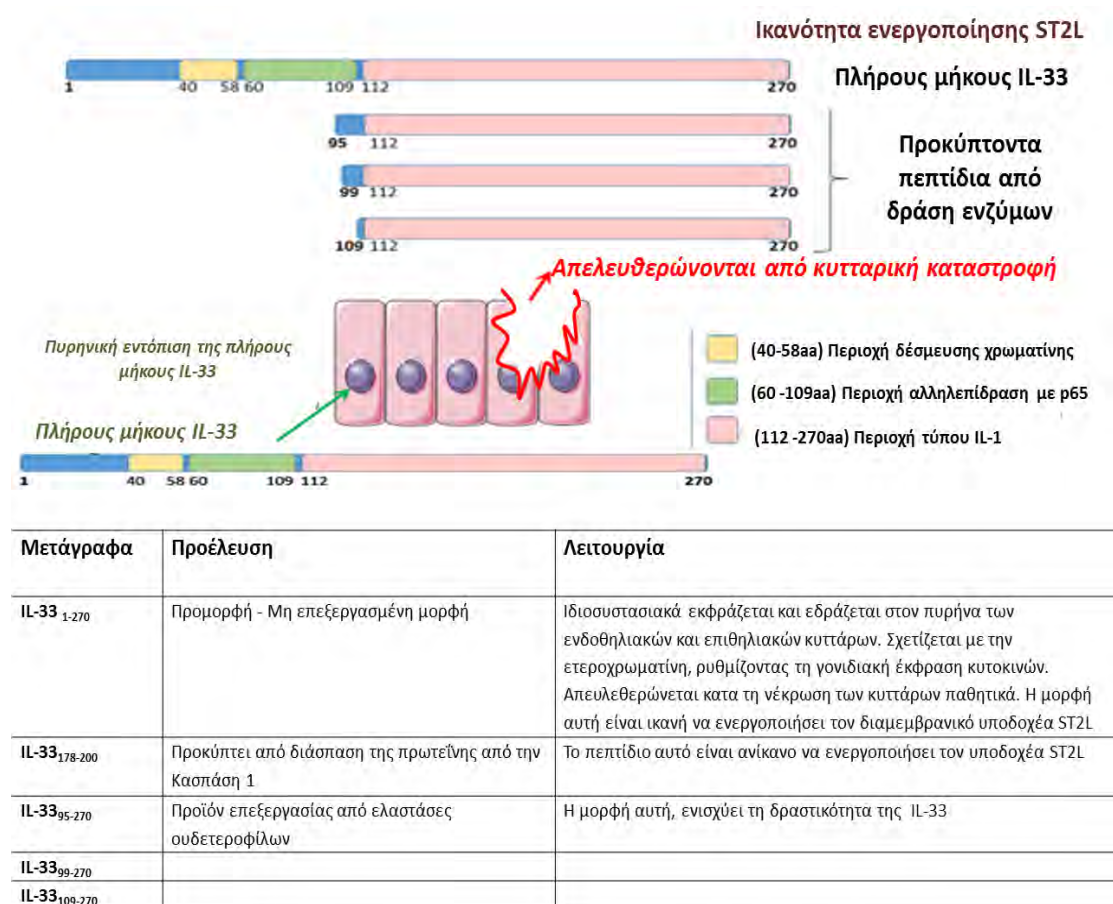 Ικανότητα ενεργοποίησης ST2L
1 40 58 60 109 112 270
Πλήρους μήκους IL-33
95 112 270
99 112 270
109 112 270
Προκύπτοντα
πεπτίδια από
δράση ενζύμων
Απελευθερώνονται από κυτταρική καταστροφή
Πυρηνική εντόπιση της πλήρους
μήκους IL-33
Πλήρους μήκους IL-33
1 40 58 60 109 112 270
(40-58aa) Περιοχή δέσμευσης χρωματίνης
(60 -109aa) Περιοχή αλληλεπίδραση με p65
(112 -270aa) Περιοχή τύπου IL-1
Μετάγραφα Προέλευση Λειτουργία
IL-33 1-270 Προμορφή - Μη επεξεργασμένη μορφή Ιδιοσυστασιακά εκφράζεται και εδράζεται στον πυρήνα των
ενδοθηλιακών και επιθηλιακών κυττάρων. Σχετίζεται με την
ετεροχρωματίνη, ρυθμίζοντας τη γονιδιακή έκφραση κυτοκινών.
Απευλεθερώνεται κατα τη νέκρωση των κυττάρων παθητικά. Η μορφή
αυτή είναι ικανή να ενεργοποιήσει τον διαμεμβρανικό υποδοχέα ST2L
IL-33178-200 Προκύπτει από διάσπαση της πρωτεΐνης από την Το πεπτίδιο αυτό είναι ανίκανο να ενεργοποιήσει τον υποδοχέα ST2L
Κασπάση 1
IL-3395-270 Προϊόν επεξεργασίας από ελαστάσες Η μορφή αυτή, ενισχύει τη δραστικότητα της IL-33
ουδετεροφίλων
IL-3399-270
IL-33109-270